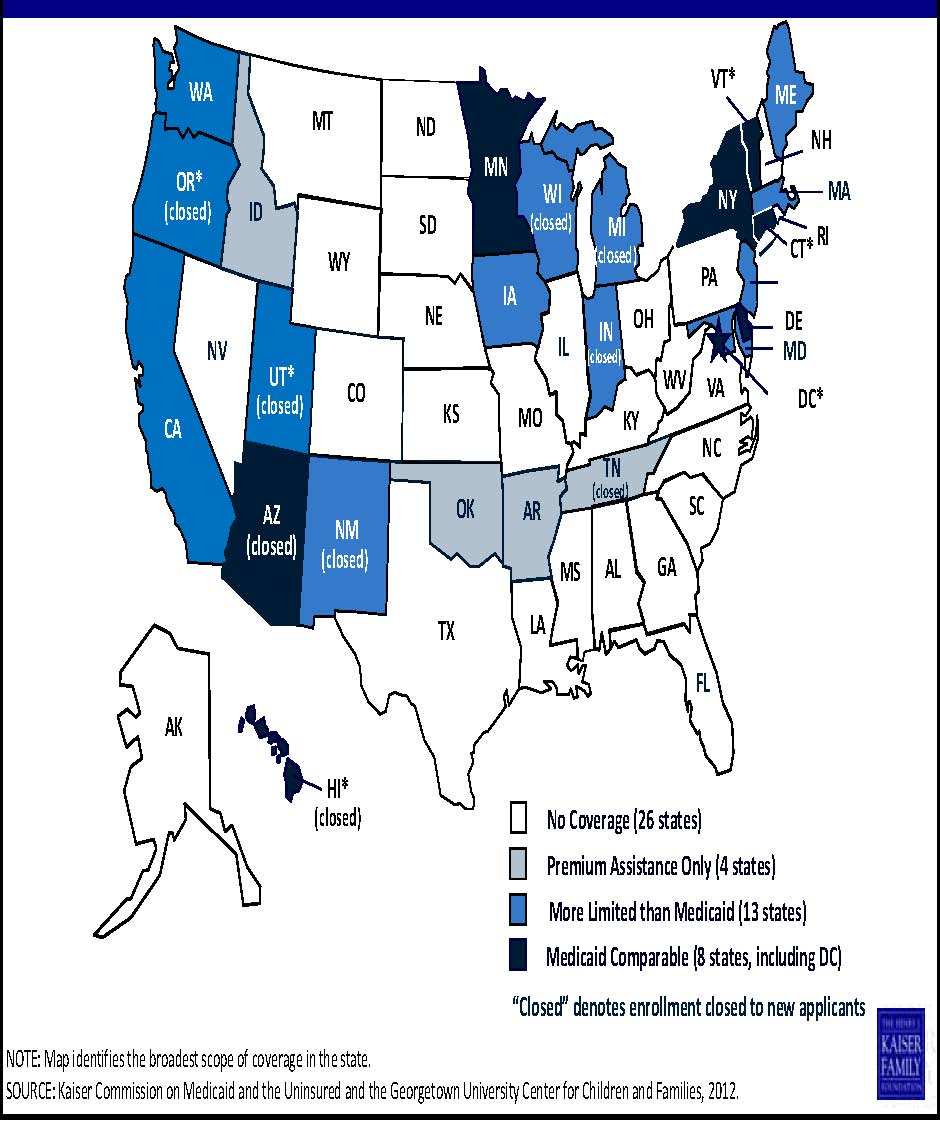 WA
MT
ND
MN
VT*
ME
NH
OR*
(closed)
ID
WY
SD
WI
(closed)
MI
(closed)
NY
MA
RI
CT*
NV
UT*
(closed)
CO
NE
IA
IL
IN
(closed)
OH
PA
DE
MD
DC*
CA
KS
MO
KY
WV
VA
AZ
(closed)
NM
(closed)
OK
AR
TN
(closed)
NC
SC
MS
AL
GA
TX
LA
FL
AK
HI*
(closed)
No Coverage (26 states)
Premium Assistance Only (4 states)
More Limited than Medicaid (13 states)
Medicaid Comparable (8 states, including DC)
“Closed” denotes enrollment closed to new applicants
NOTE: Map identifies the broadest scope of coverage in the state.
SOURCE: Kaiser Commission on Medicaid and the Uninsured and the Georgetown University Center for Children and Families, 2012.
THE HENRY J.
KAISER
FAMILY
FOUNDATION